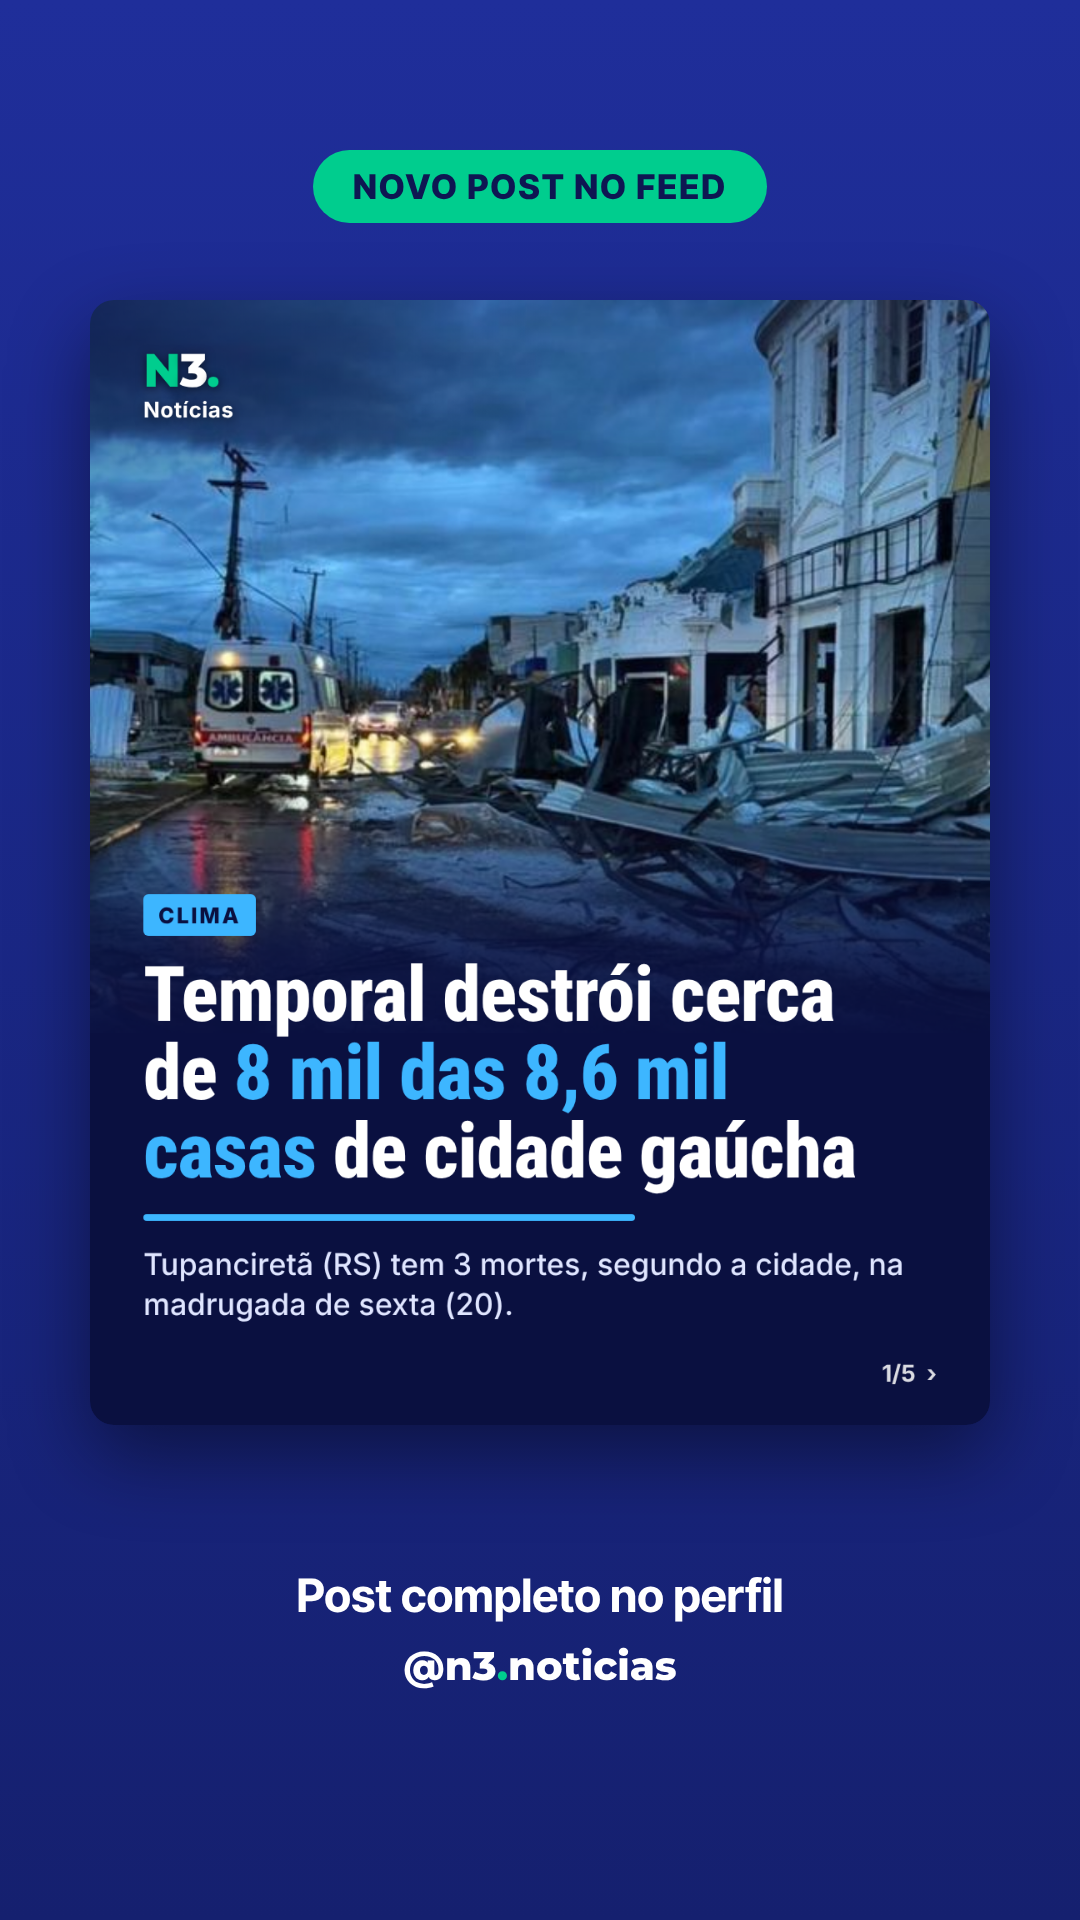 NOVO POST NO FEED
N3.
Notícias
AMBULÂNCIA
CLIMA
Temporal destrói cerca
de 8 mil das 8,6 mil
casas de cidade gaúcha
Tupanciretã (RS) tem 3 mortes, segundo a cidade, na
madrugada de sexta (20).
1/5 ›
Post completo no perfil
@n3.noticias